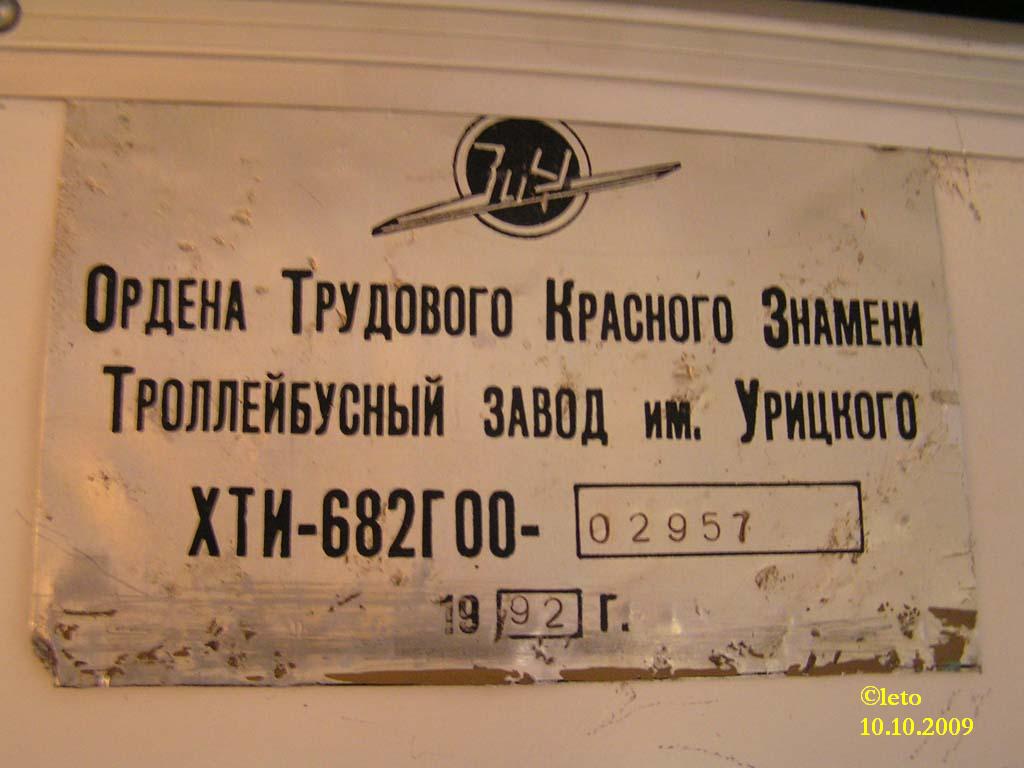 ЗиУ
Ордена Трудового Красного Знамени
Троллейбусный завод им. Урицкого
ХТИ-682Г00- 02957
1992 г.
©leto
10.10.2009